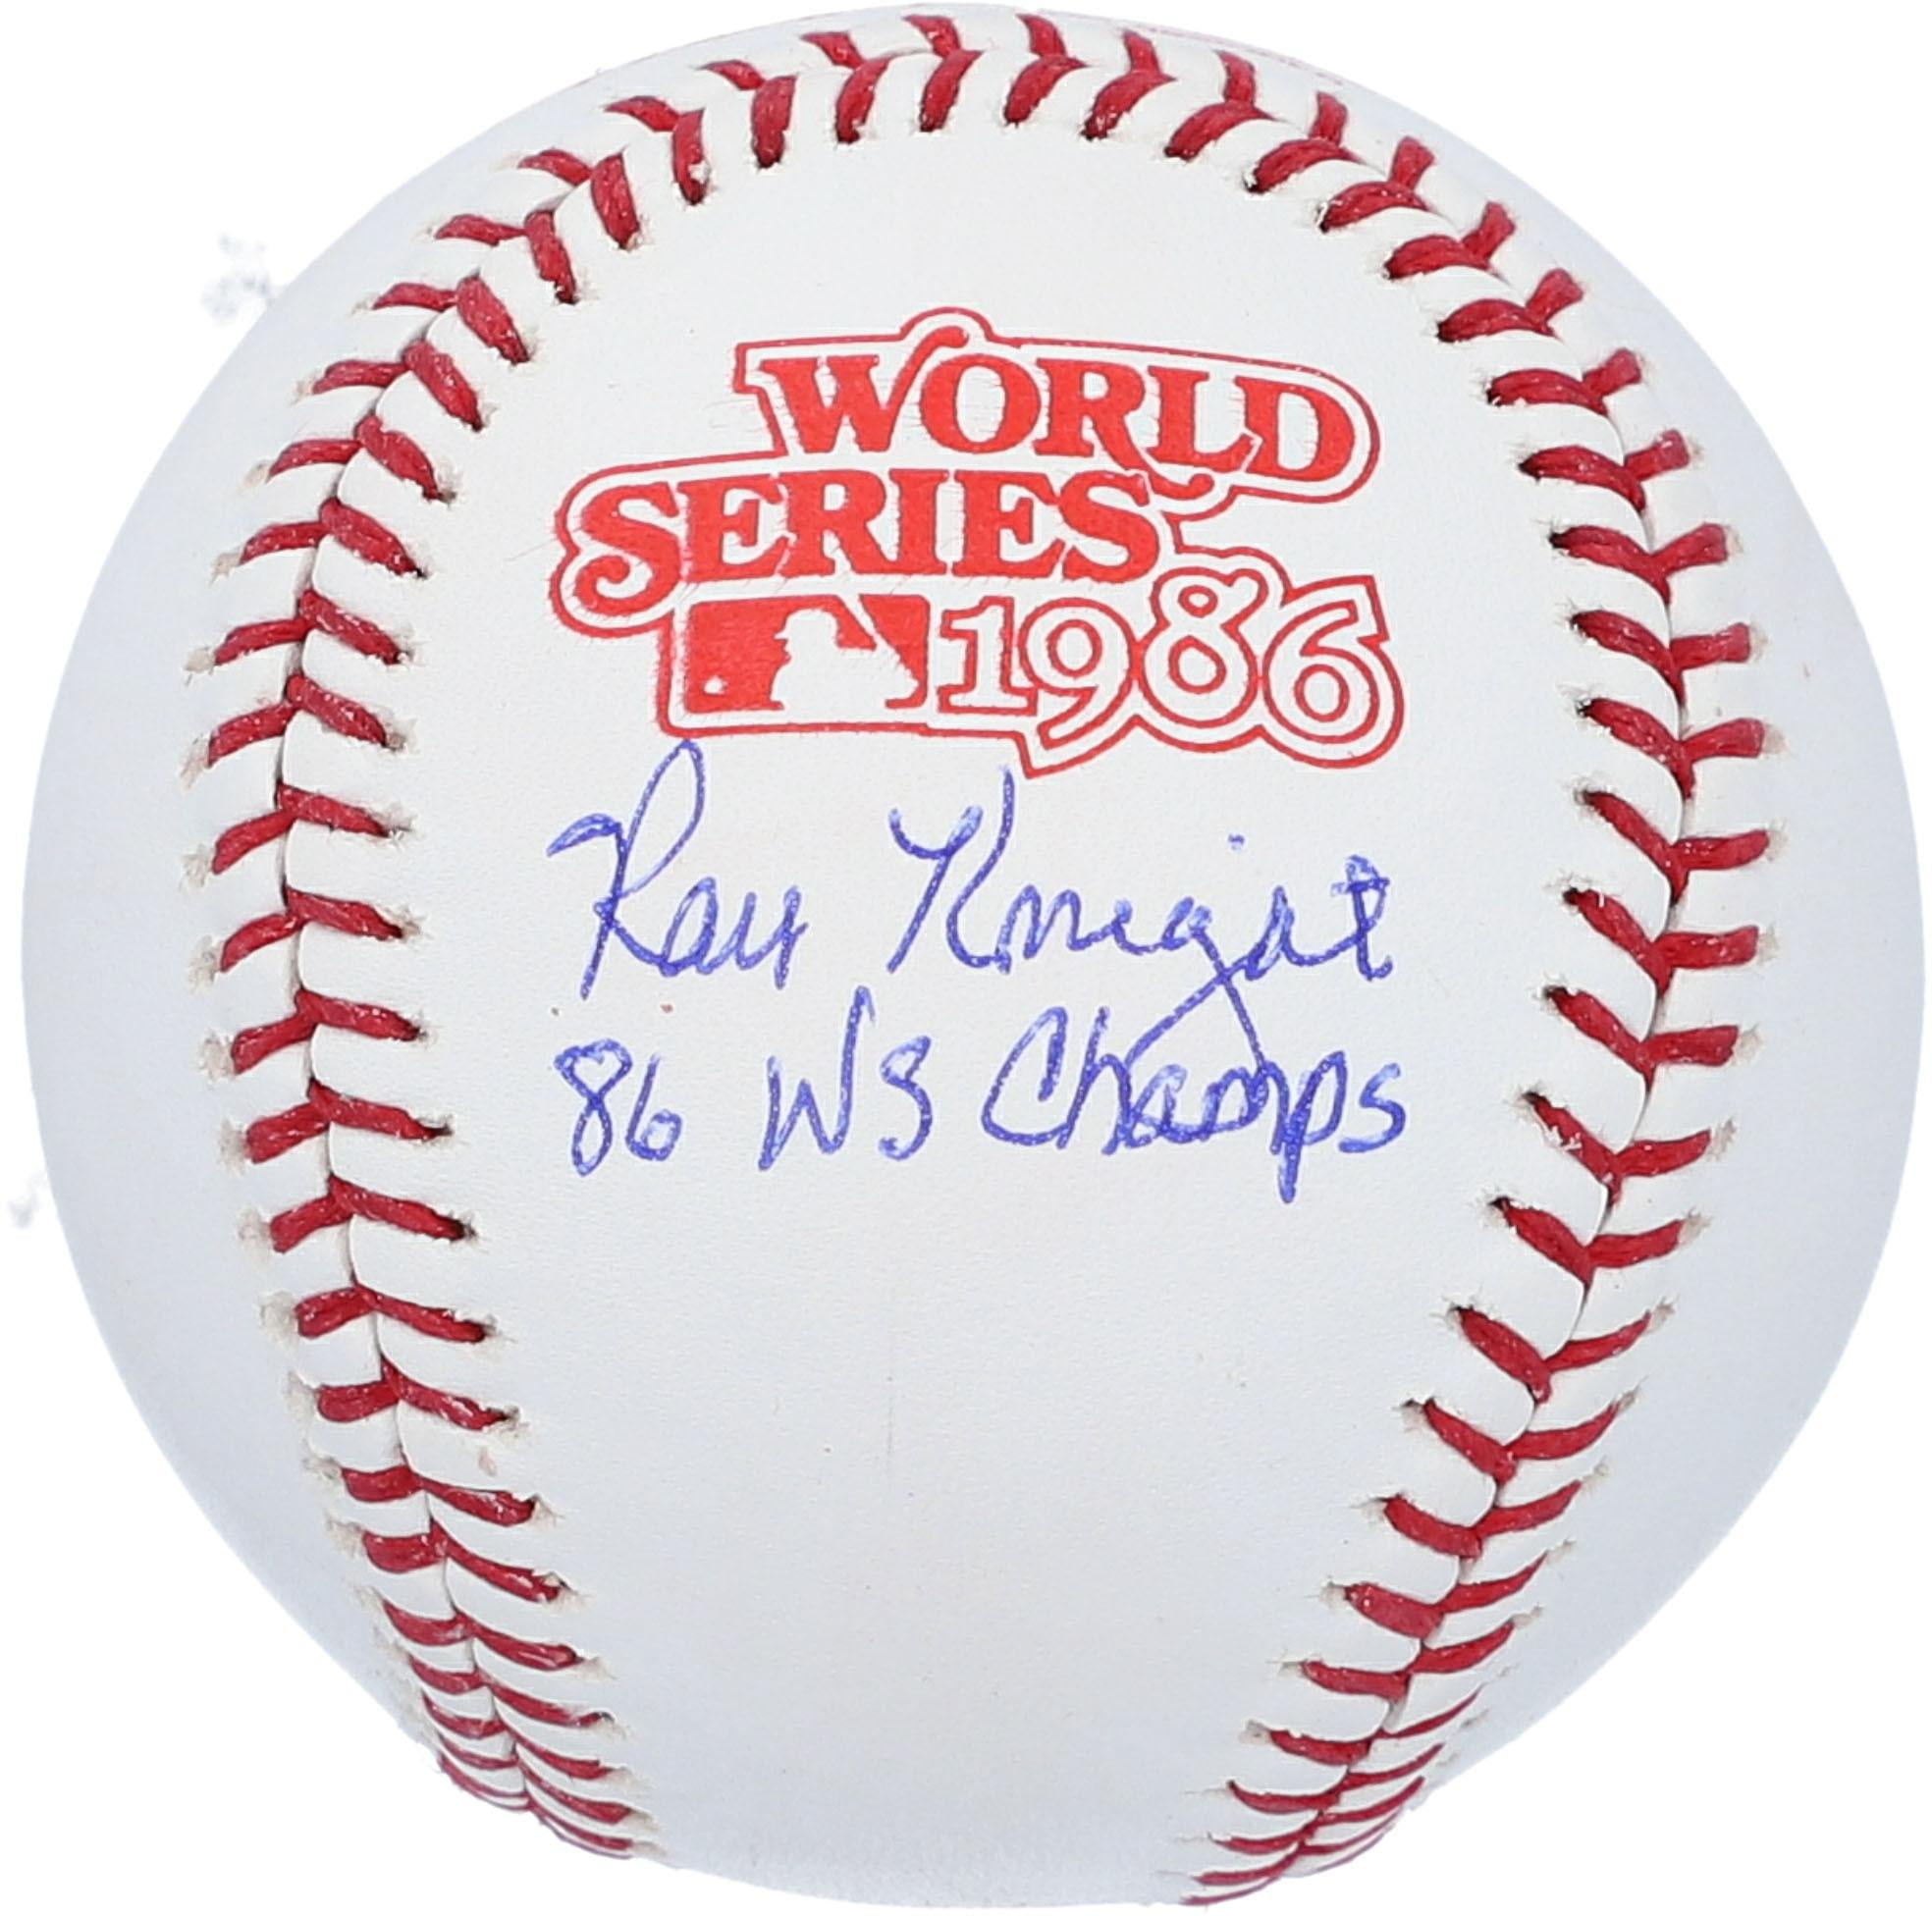 WORLD
SERIES
1986
Ray Knight
86 WS Champs